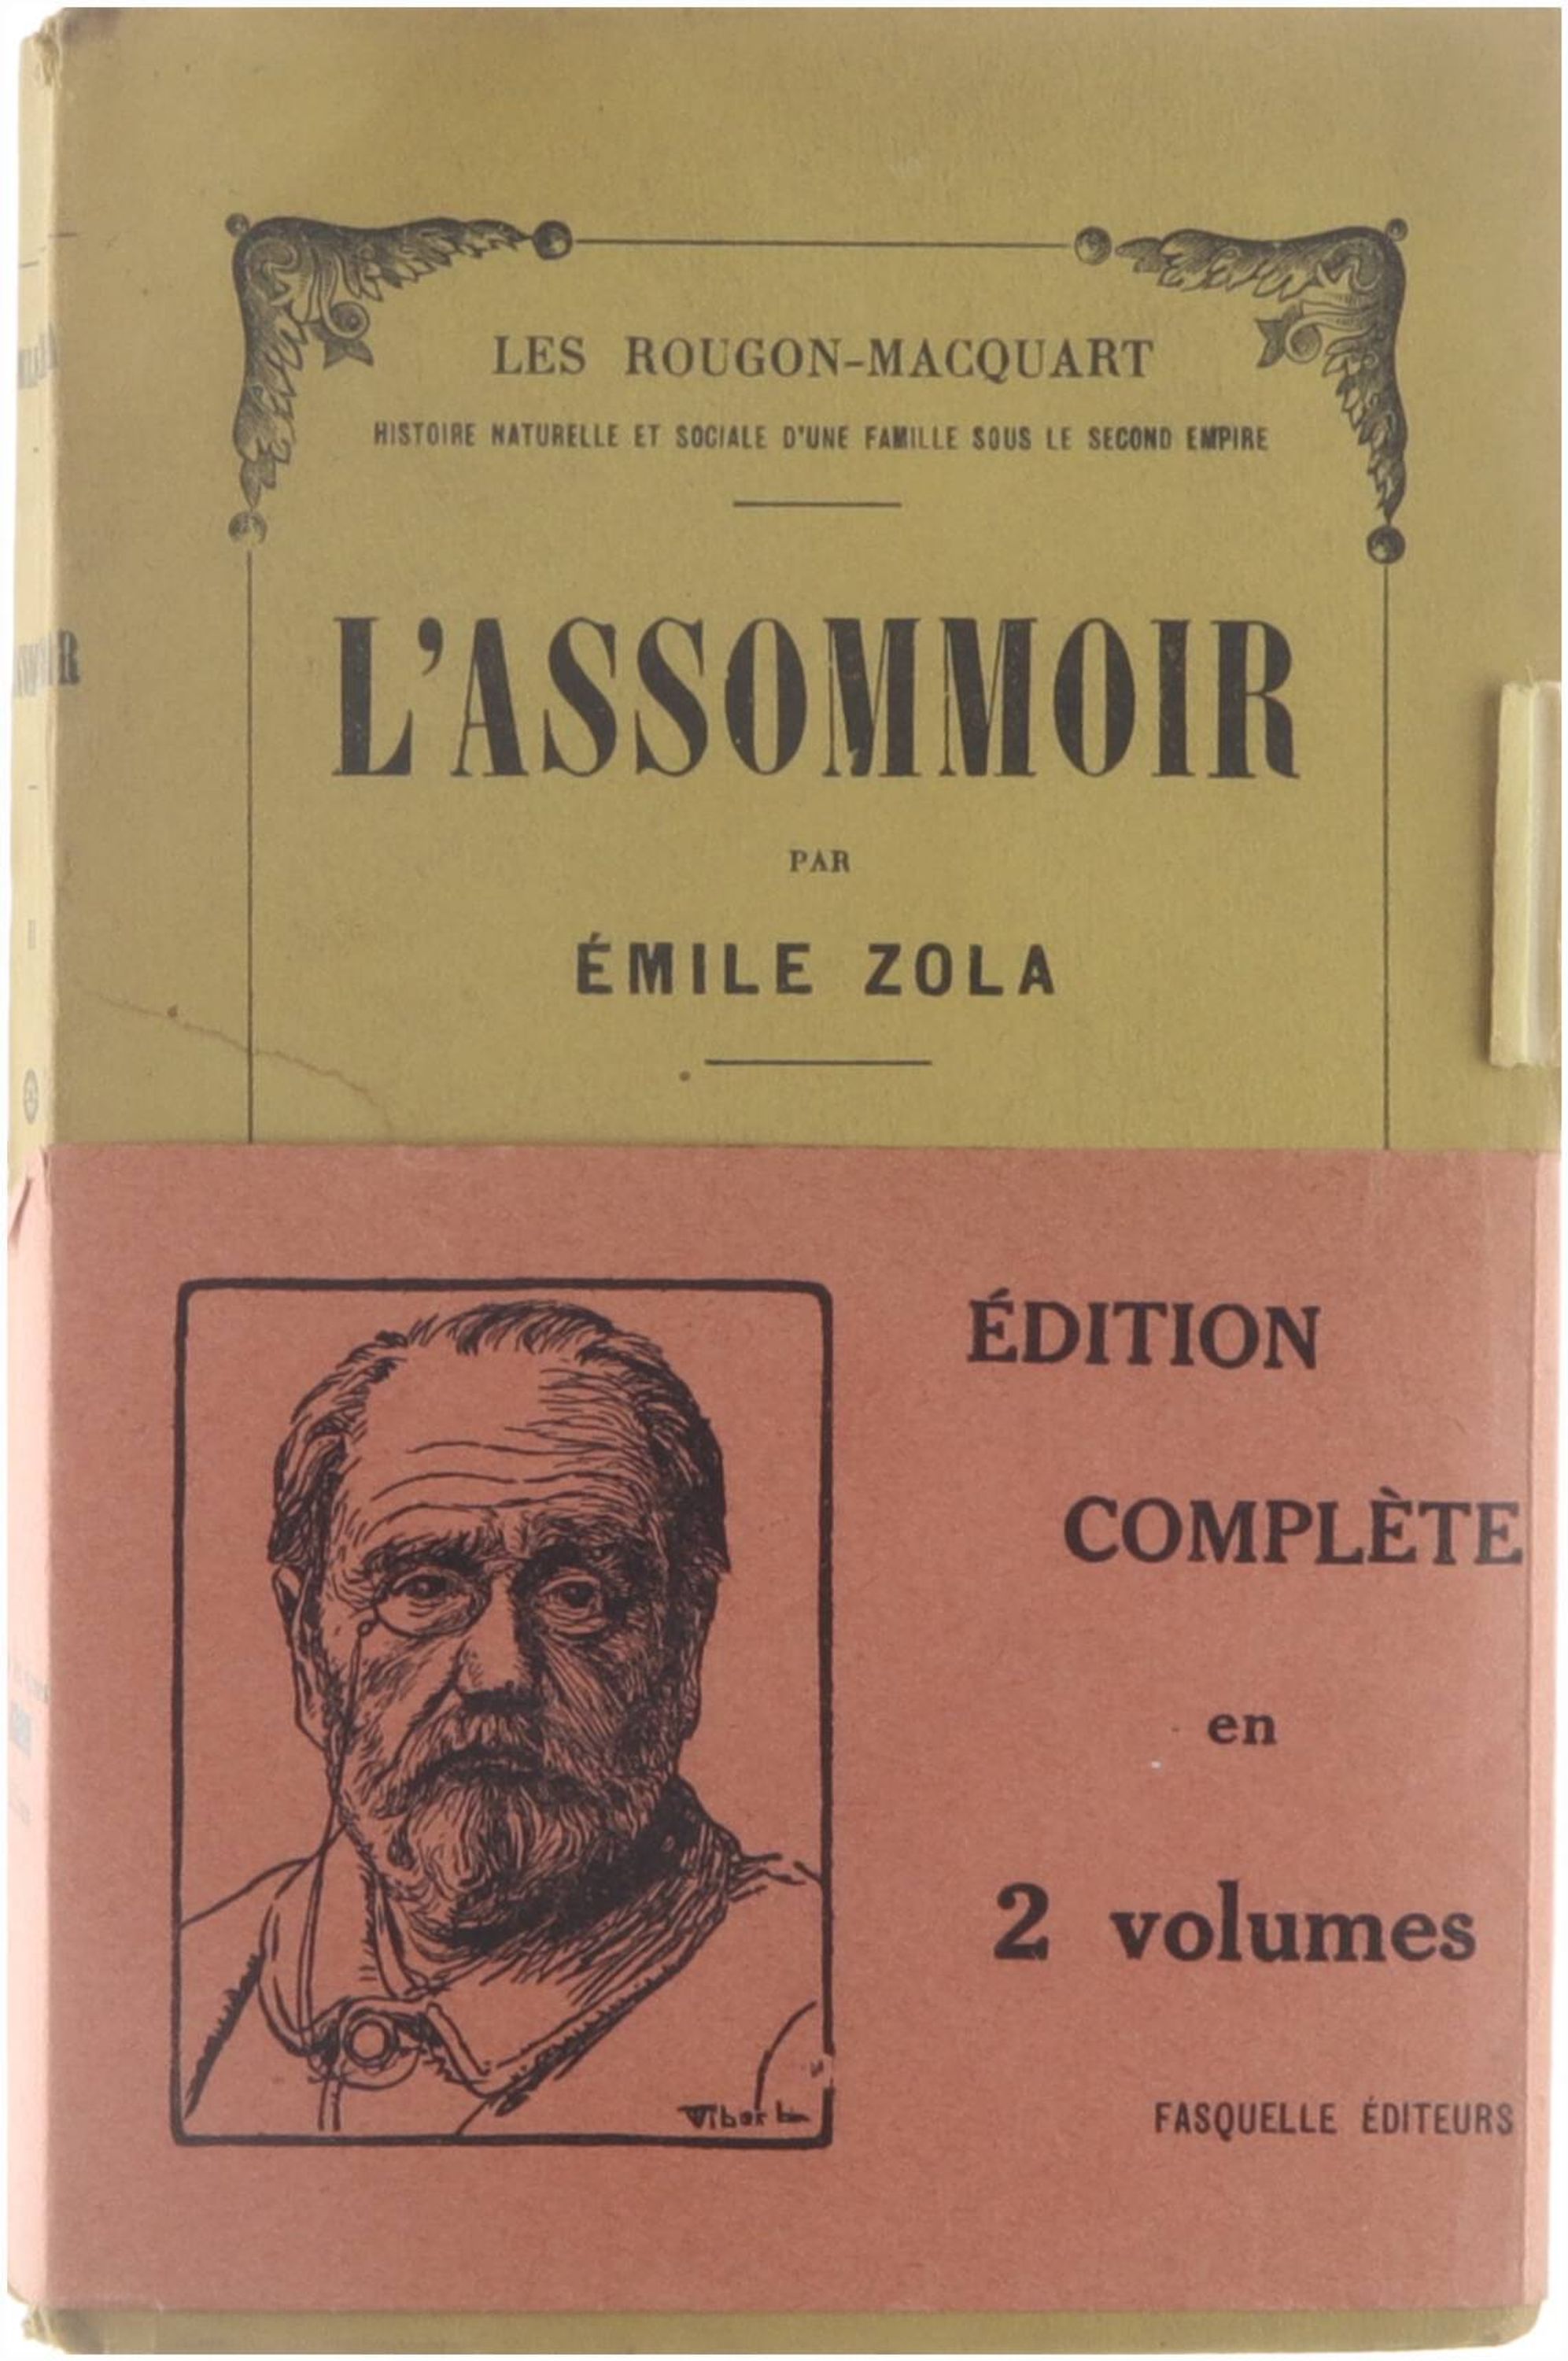 LES ROUGON-MACQUART
HISTOIRE NATURELLE ET SOCIALE D'UNE FAMILLE SOUS LE SECOND EMPIRE
L'ASSOMMOIR
PAR
ÉMILE ZOLA
ÉDITION
COMPLÈTE
en
2 volumes
FASQUELLE ÉDITEURS